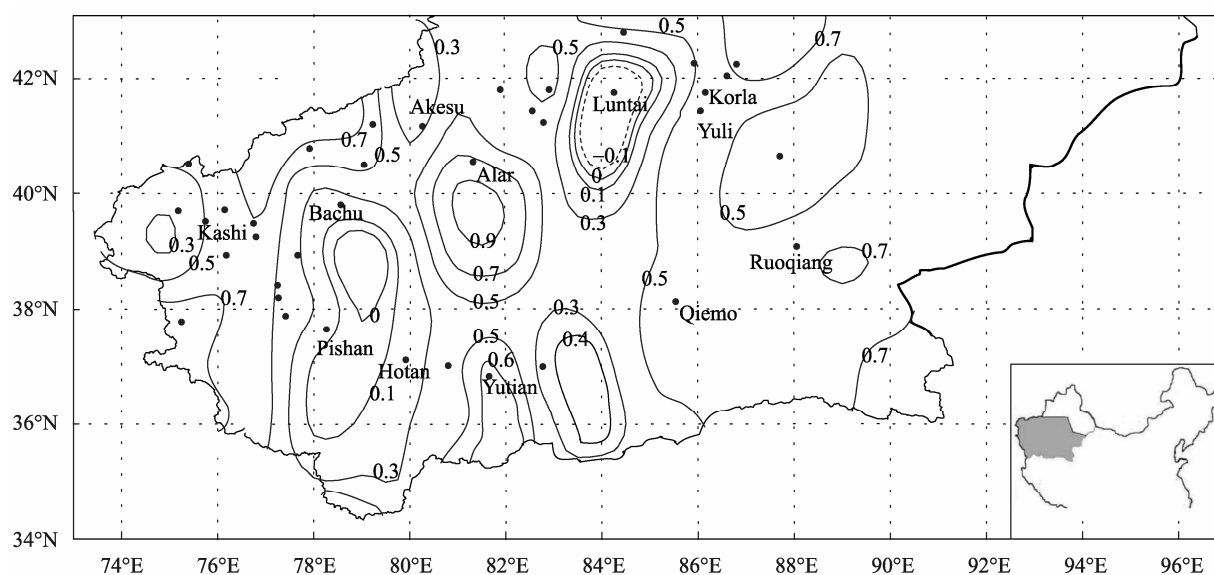 0.5
0.7
0.3
0.5
42°N
Luntai
Korla
Akesu
Yuli
0.7
0.5
−0.1
Alar
0
40°N
0.1
Bachu
0.5
0.3
Kashi
0.3
0.9
0.7
Ruoqiang
0.5
0.7
0.5
0.7
0.5
0.3
38°N
0
Qiemo
0.5
0.4
Pishan
0.6
0.7
Hotan
Yutian
0.1
36°N
0.3
34°N
74°E 76°E 78°E 80°E 82°E 84°E 86°E 88°E 90°E 92°E 94°E 96°E